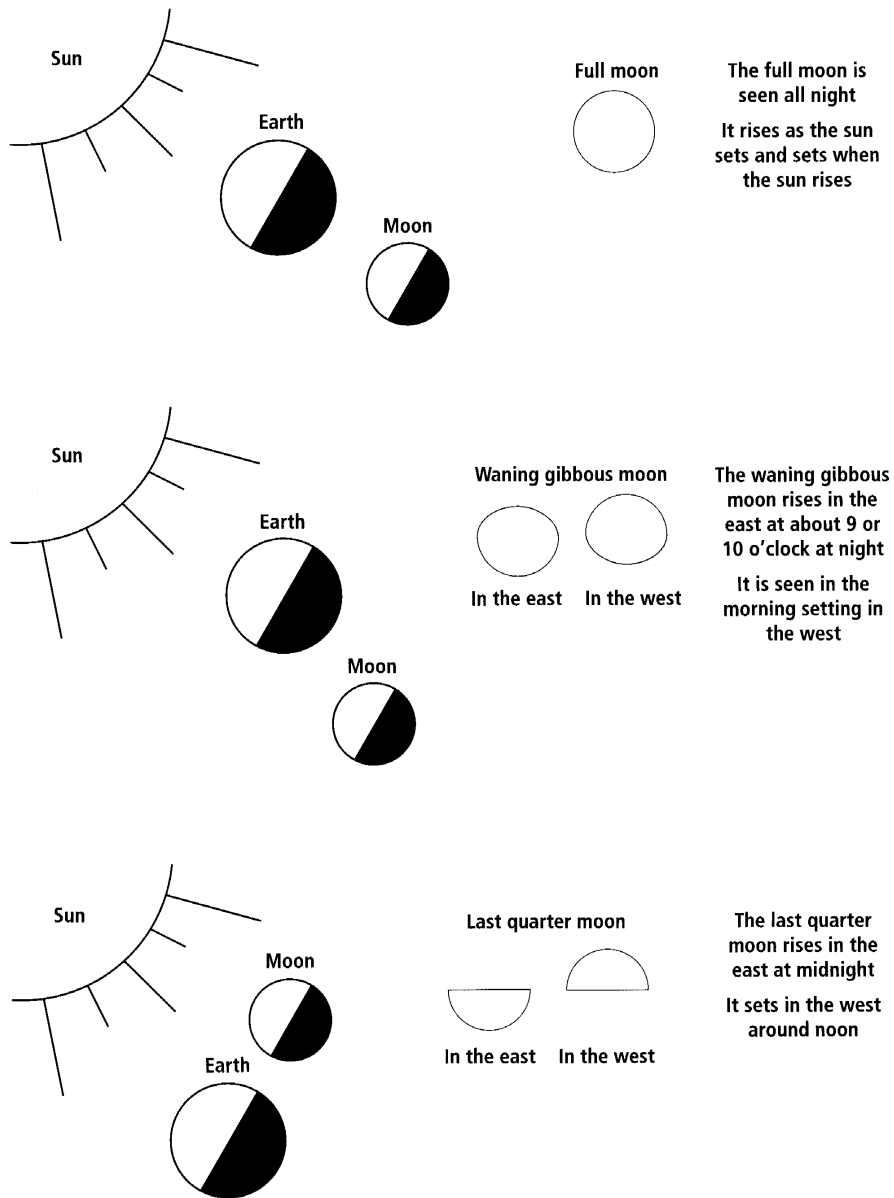 Sun
Earth
Moon
Full moon
The full moon is
seen all night
It rises as the sun
sets and sets when
the sun rises
Sun
Earth
Moon
Waning gibbous moon
In the east
In the west
The waning gibbous
moon rises in the
east at about 9 or
10 o'clock at night
It is seen in the
morning setting in
the west
Sun
Moon
Earth
Last quarter moon
In the east
In the west
The last quarter
moon rises in the
east at midnight
It sets in the west
around noon